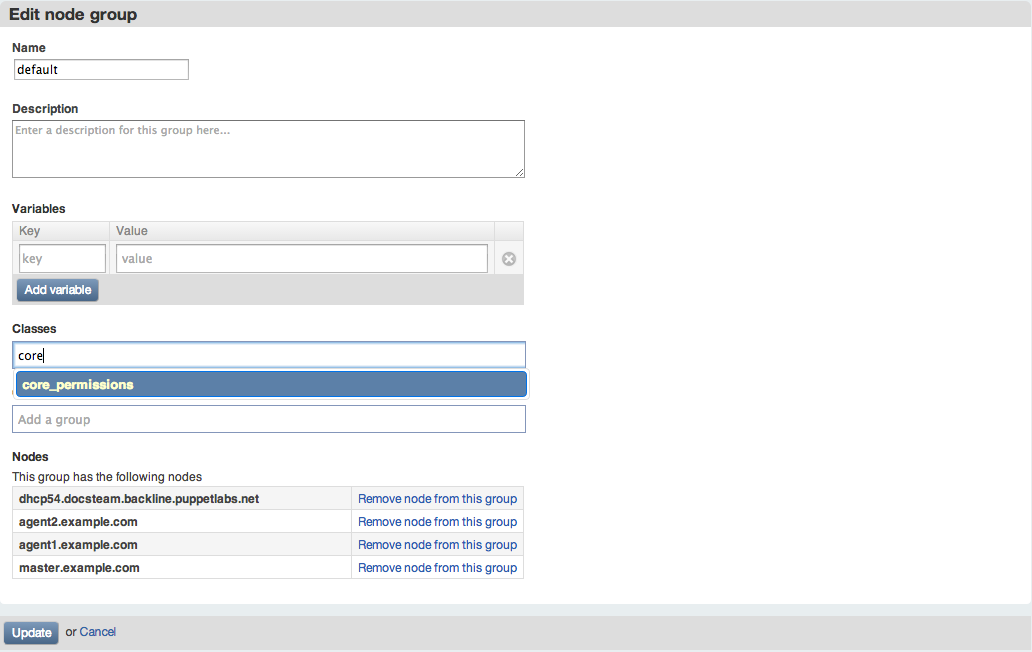 Edit node group
Name
default
Description
Enter a description for this group here...
Variables
Key Value
key value
Add variable
Classes
core
core_permissions
Add a group
Nodes
This group has the following nodes
dhcp54.docsteam.backline.puppetlabs.net Remove node from this group
agent2.example.com Remove node from this group
agent1.example.com Remove node from this group
master.example.com Remove node from this group
Update or Cancel